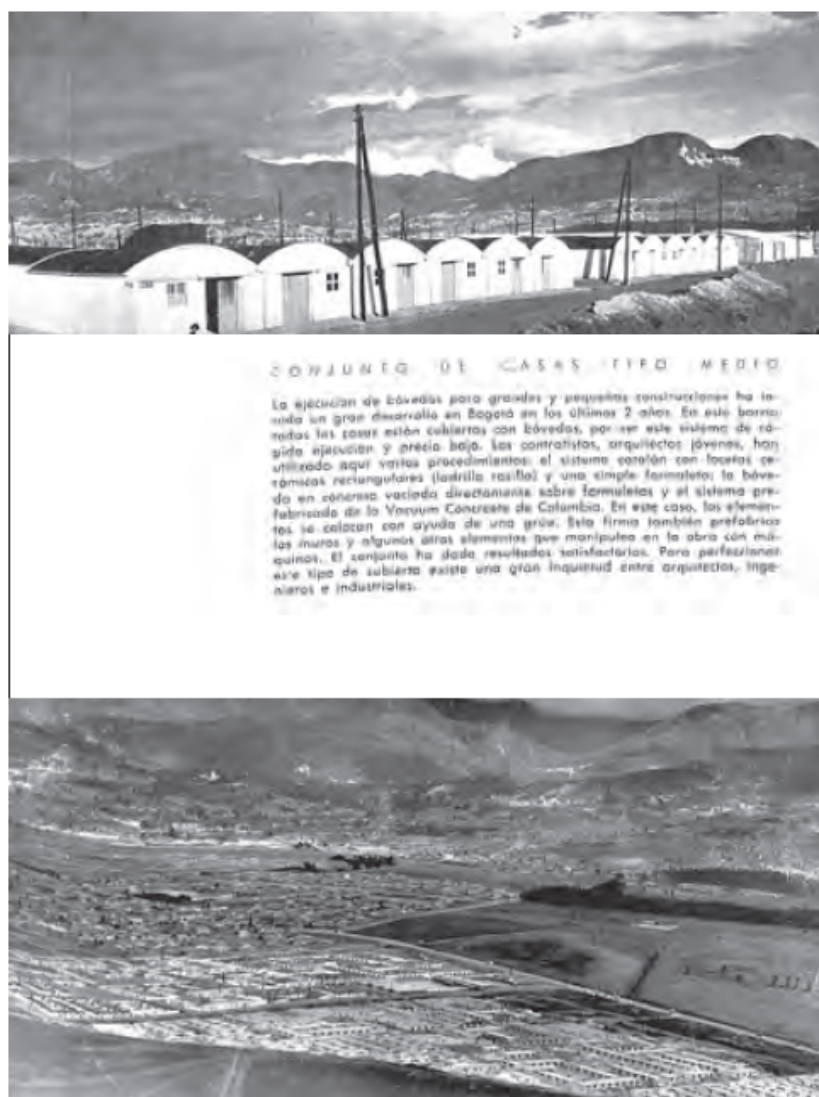 CONJUNTO DE CASAS TIPO MEDIO
La ejecución de bóvedas para grandes y pequeñas construcciones ha te-
nido un gran desarrollo en Bogotá en los últimos 2 años. En este barrio
todas las casas están cubiertas con bóvedas, por ser este sistema de rá-
pida ejecución y precio bajo. Los contratistas, arquitectos jóvenes, han
utilizado aquí varios procedimientos: el sistema catalán con locetas ce-
rámicas rectangulares (ladrillo rasilla) y una simple formaleta; la bóve-
da en concreto vaciada directamente sobre formaletas y el sistema pre-
fabricado de la Vacuum Concrete de Colombia. En este caso, los elemen-
tos se colocan con ayuda de una grúa. Esta firma también prefabrica
los muros y algunos otros elementos que manipulea en la obra con má-
quinas. El conjunto ha dado resultados satisfactorios. Para perfeccionar
este tipo de cubierta existe una gran inquietud entre arquitectos, inge-
nieros e industriales.